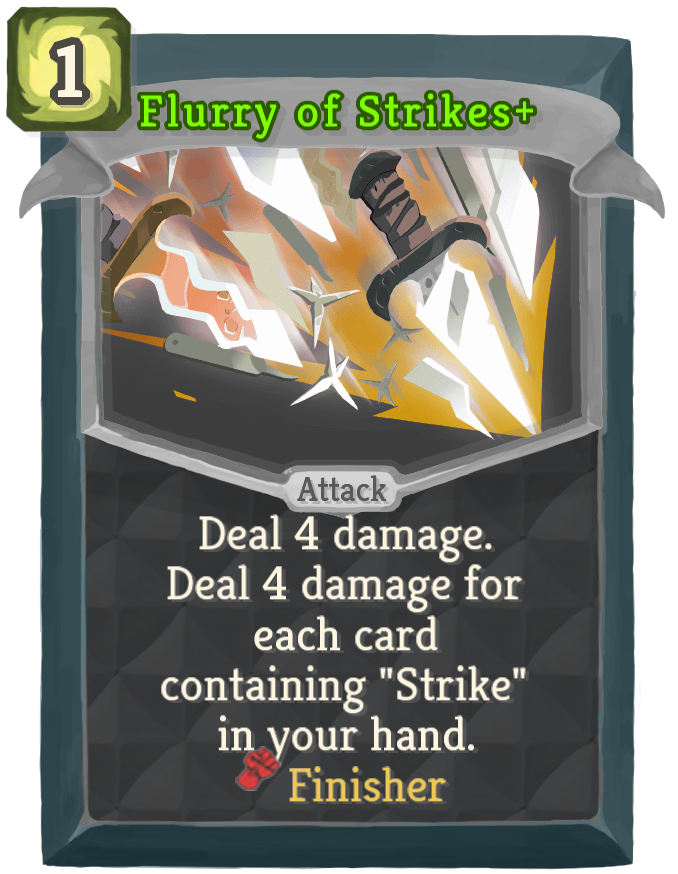 1
Flurry of Strikes+
Attack
Deal 4 damage.
Deal 4 damage for
each card
containing "Strike"
in your hand.
Finisher